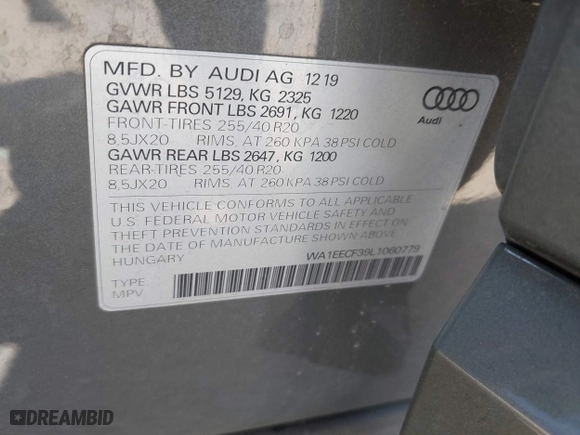 MFD. BY AUDI AG 12 19
GVWR LBS 5129, KG 2325
GAWR FRONT LBS 2691, KG 1220
FRONT-TIRES 255/40 R20
8,5JX20 RIMS, AT 260 KPA 38 PSI COLD
GAWR REAR LBS 2647, KG 1200
REAR-TIRES 255/40 R20
8,5JX20 RIMS, AT 260 KPA 38 PSI COLD
Audi
THIS VEHICLE CONFORMS TO ALL APPLICABLE
U.S. FEDERAL MOTOR VEHICLE SAFETY AND
THEFT PREVENTION STANDARDS IN EFFECT ON
THE DATE OF MANUFACTURE SHOWN ABOVE
HUNGARY
WA1EECF39L1060779
TYPE:
MPV
DREAMBID